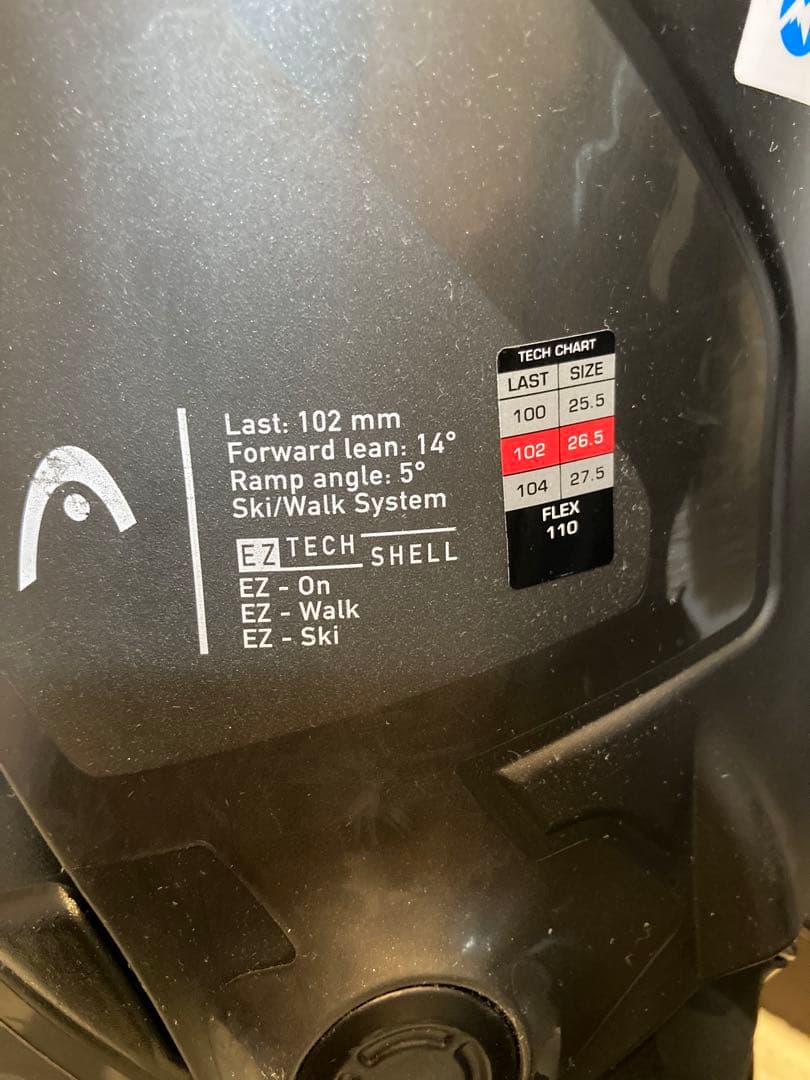 Last: 102 mm
Forward lean: 14°
Ramp angle: 5°
Ski/Walk System
EZ TECH SHELL
EZ - On
EZ - Walk
EZ - Ski
TECH CHART
LAST SIZE
100 25.5
102 26.5
104 27.5
FLEX
110